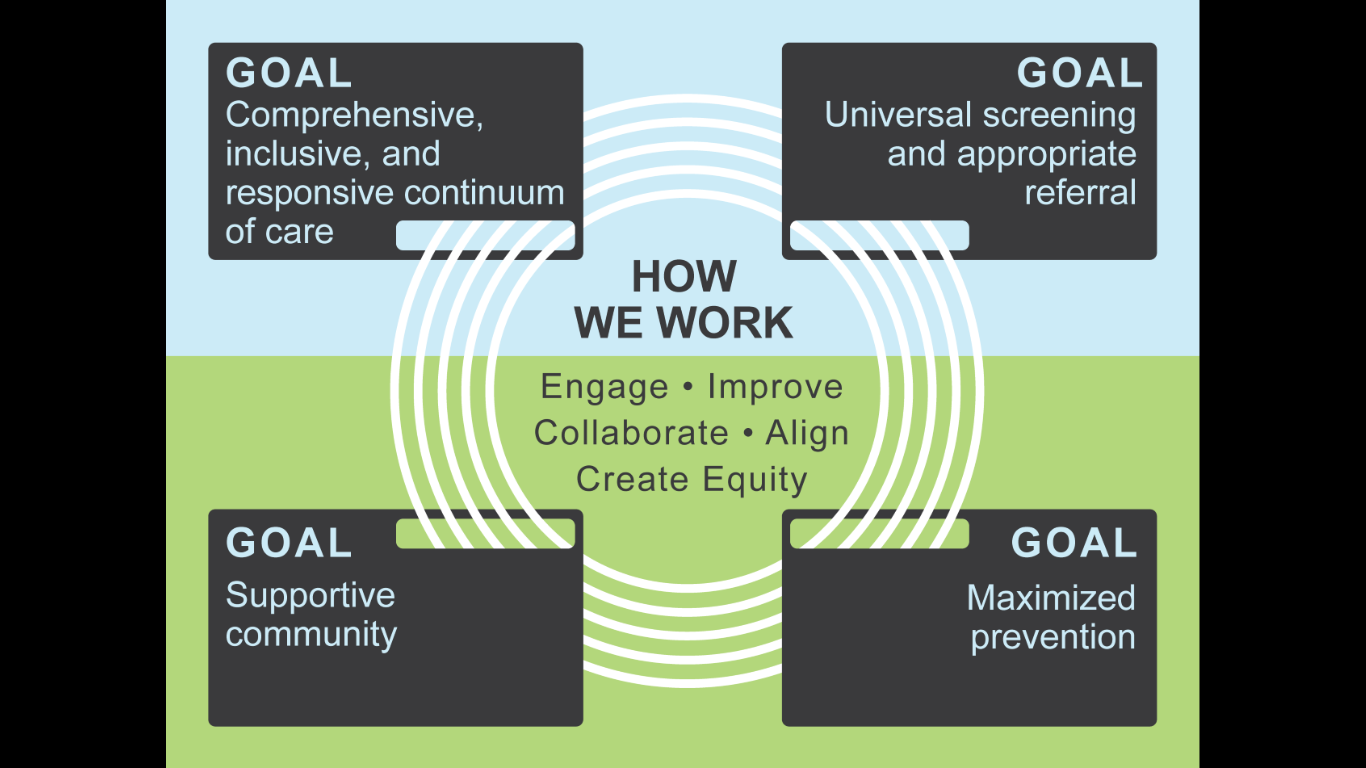 GOAL
Comprehensive,
inclusive, and
responsive continuum
of care
GOAL
Universal screening
and appropriate
referral
HOW
WE WORK
Engage • Improve
Collaborate • Align
Create Equity
GOAL
Supportive
community
GOAL
Maximized
prevention